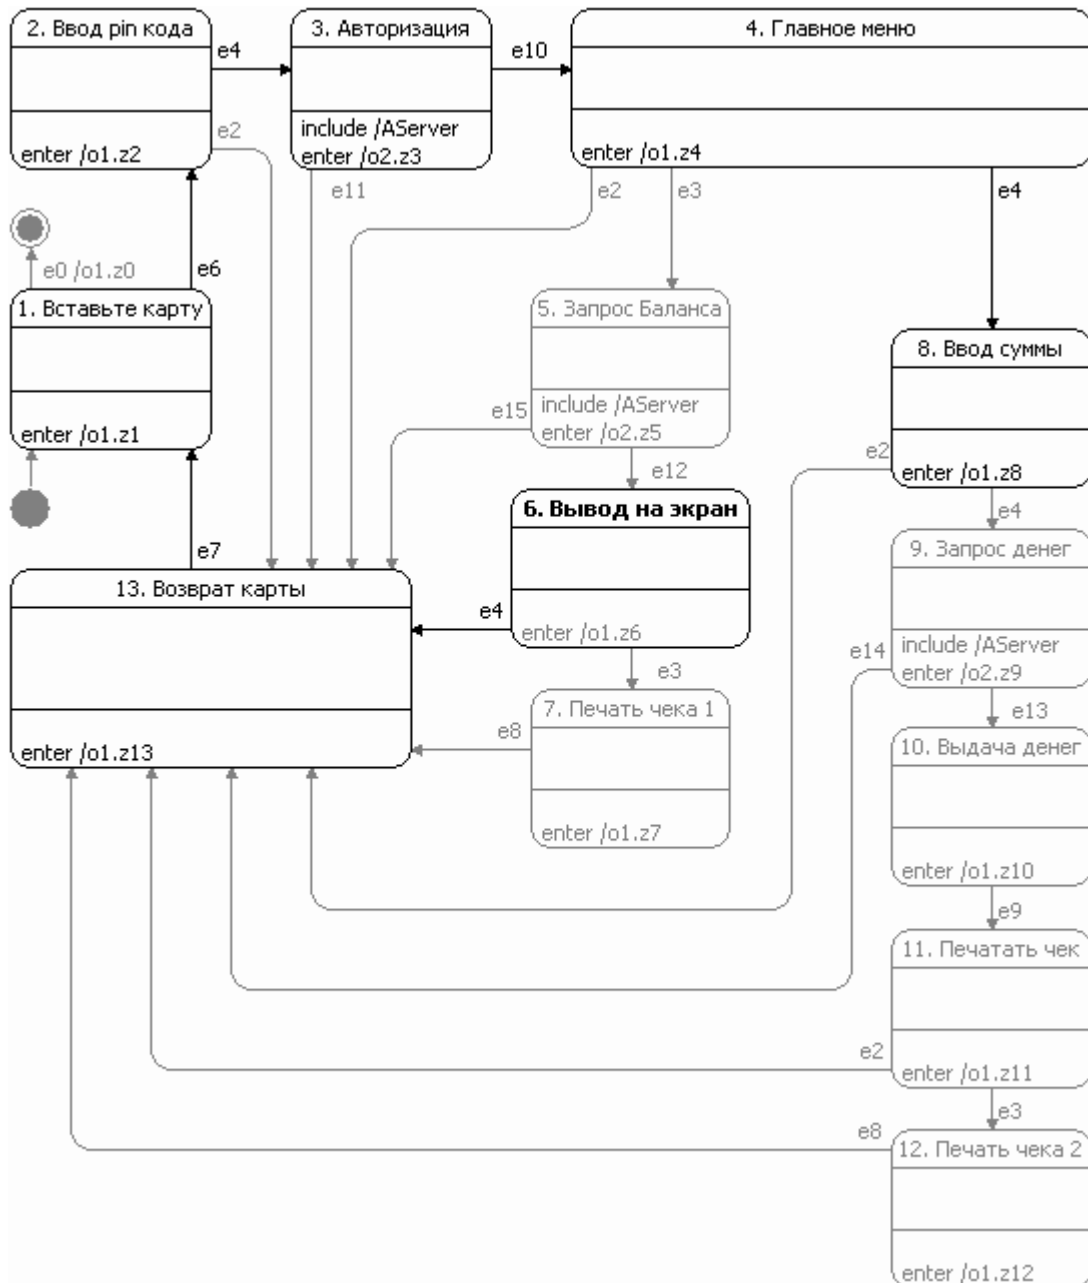 2. Ввод pin кода
enter /o1.z2
e4
3. Авторизация
include /AServer
enter /o2.z3
e10
4. Главное меню
enter /o1.z4
e2
e11
e2
e3
e4
e0 /o1.z0
e6
1. Вставьте карту
enter /o1.z1
5. Запрос Баланса
include /AServer
enter /o2.z5
e15
e12
8. Ввод суммы
enter /o1.z8
e2
e4
6. Вывод на экран
enter /o1.z6
e4
e3
e7
13. Возврат карты
enter /o1.z13
9. Запрос денег
include /AServer
enter /o2.z9
e14
e13
7. Печать чека 1
enter /o1.z7
e8
10. Выдача денег
enter /o1.z10
e9
11. Печатать чек
enter /o1.z11
e2
e3
e8
12. Печать чека 2
enter /o1.z12